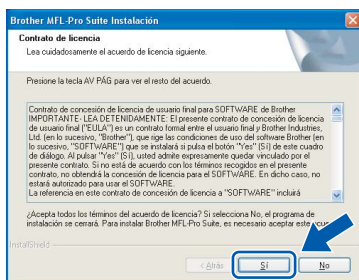 Brother MFL-Pro Suite Instalación
Contrato de licencia
Lea cuidadosamente el acuerdo de licencia siguiente.
Presione la tecla AV PÁG para ver el resto del acuerdo.
Contrato de concesión de licencia de usuario final para SOFTWARE de Brother
IMPORTANTE- LEA DETENIDAMENTE: El presente contrato de concesión de licencia
de usuario final ("EULA") es un contrato formal entre el usuario final y Brother Industries,
Ltd. (en lo sucesivo, "Brother"), que rige las condiciones de uso del software Brother (en
lo sucesivo, "SOFTWARE") que se instalará si pulsa el botón "Yes" (Sí) de este cuadro
de diálogo. Al pulsar "Yes" (Sí), usted admite expresamente quedar vinculado por el
presente contrato. Si no está de acuerdo con los términos recogidos en el presente
contrato, no obtendrá la concesión de licencia para el SOFTWARE. En dicho caso, no
estará autorizado para usar el SOFTWARE.
La referencia en este contrato de concesión de licencia a "SOFTWARE" incluirá
¿Acepta todos los términos del acuerdo de licencia? Si selecciona No, el programa de
instalación se cerrará. Para instalar Brother MFL-Pro Suite, es necesario aceptar este
InstallShield
< Atrás
Sí
No